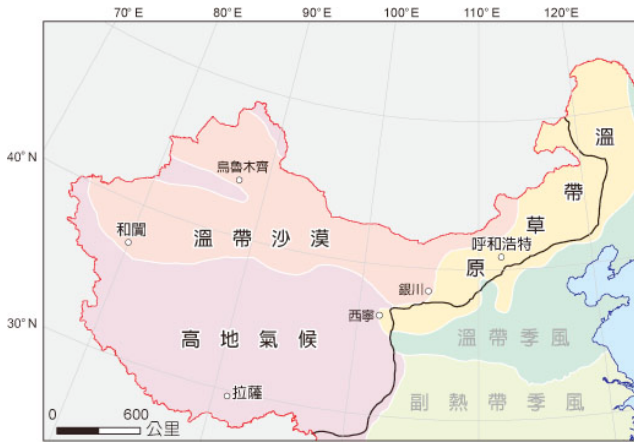 70°E
80°E
90°E
100°E
110°E
120°E
40°N
30°N
溫帶草原
烏魯木齊
和闐
溫帶沙漠
呼和浩特
銀川
西寧
高地氣候
溫帶季風
拉薩
副熱帶季風
0 600 公里